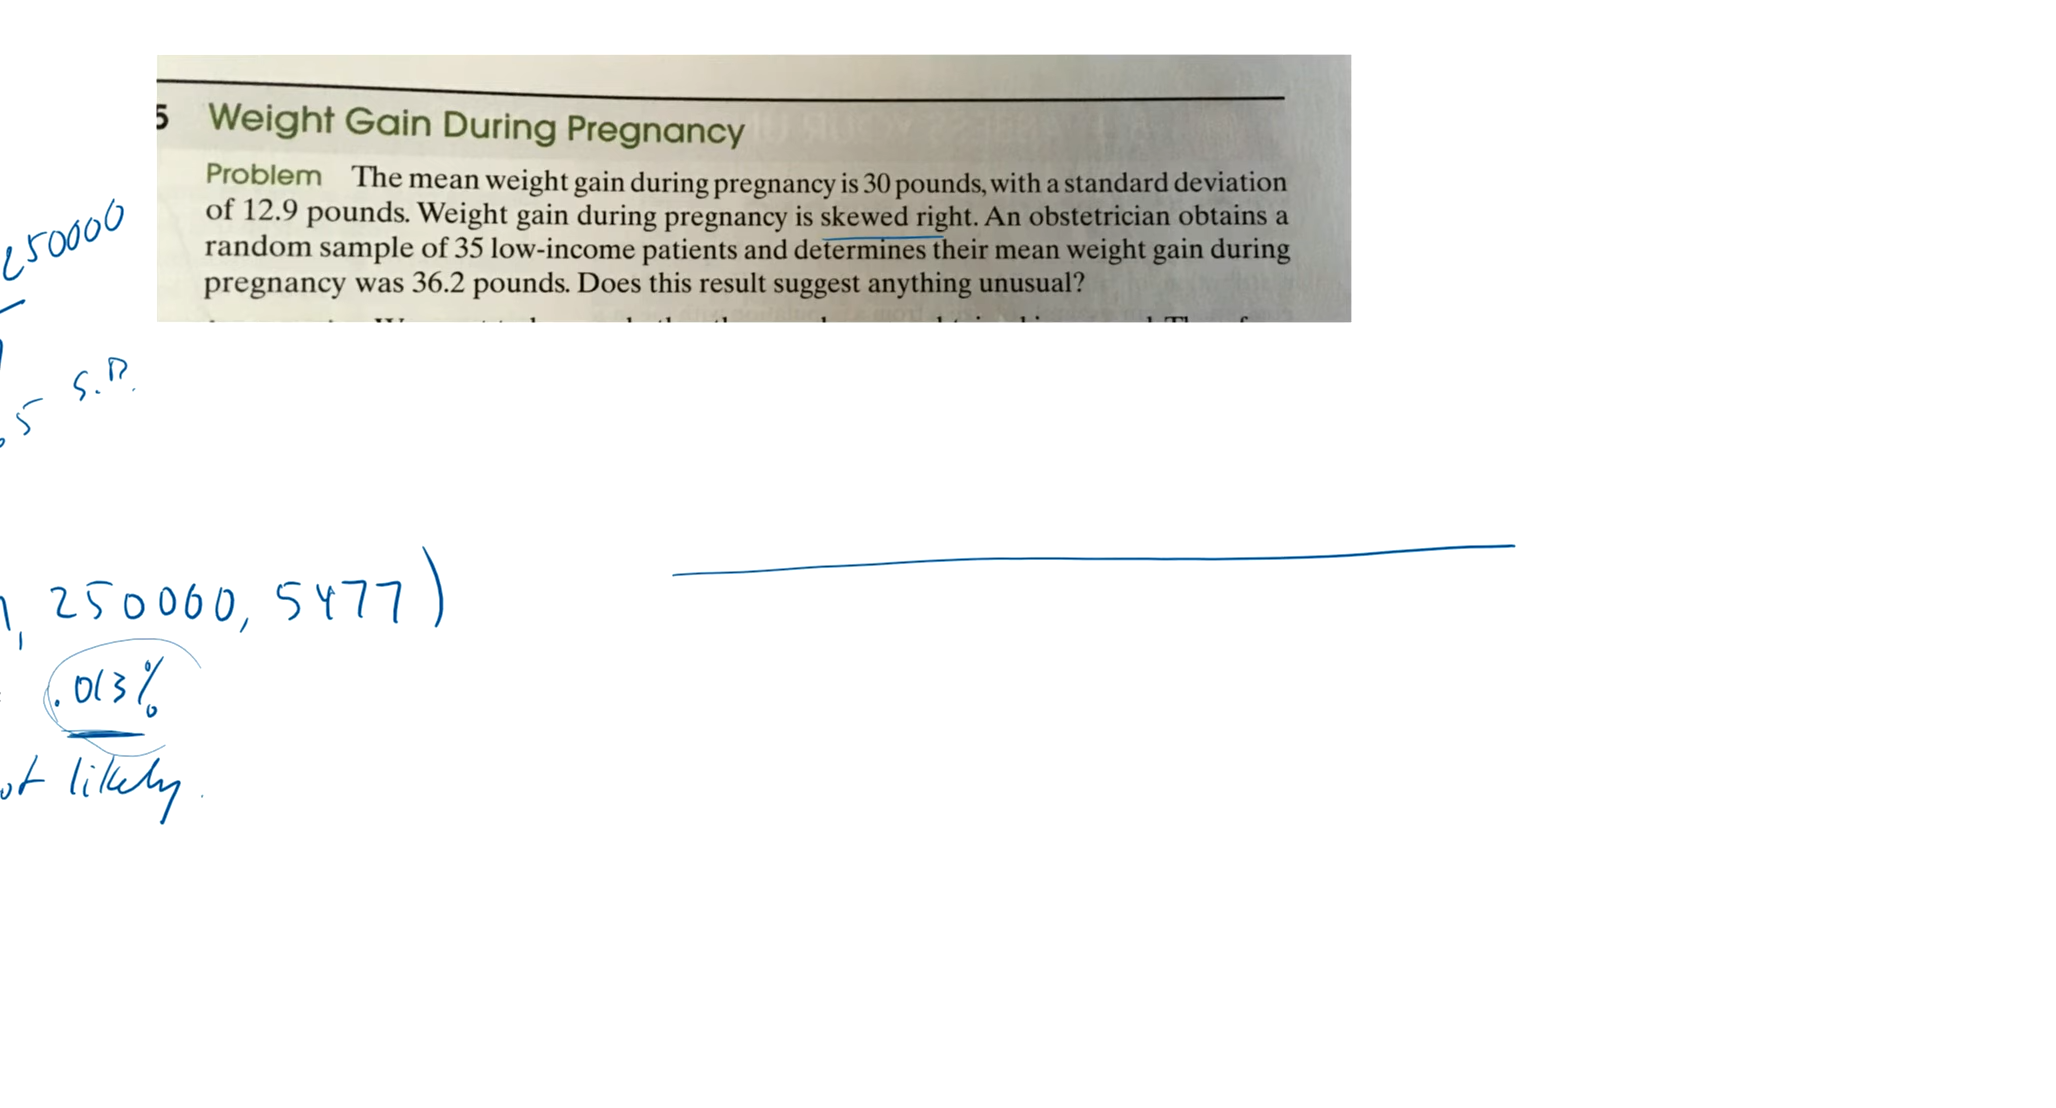 5 Weight Gain During Pregnancy
Problem The mean weight gain during pregnancy is 30 pounds, with a standard deviation
of 12.9 pounds. Weight gain during pregnancy is skewed right. An obstetrician obtains a
random sample of 35 low-income patients and determines their mean weight gain during
pregnancy was 36.2 pounds. Does this result suggest anything unusual?
250000
5 S.D.
, 250000, 5477)
.013%
likely.